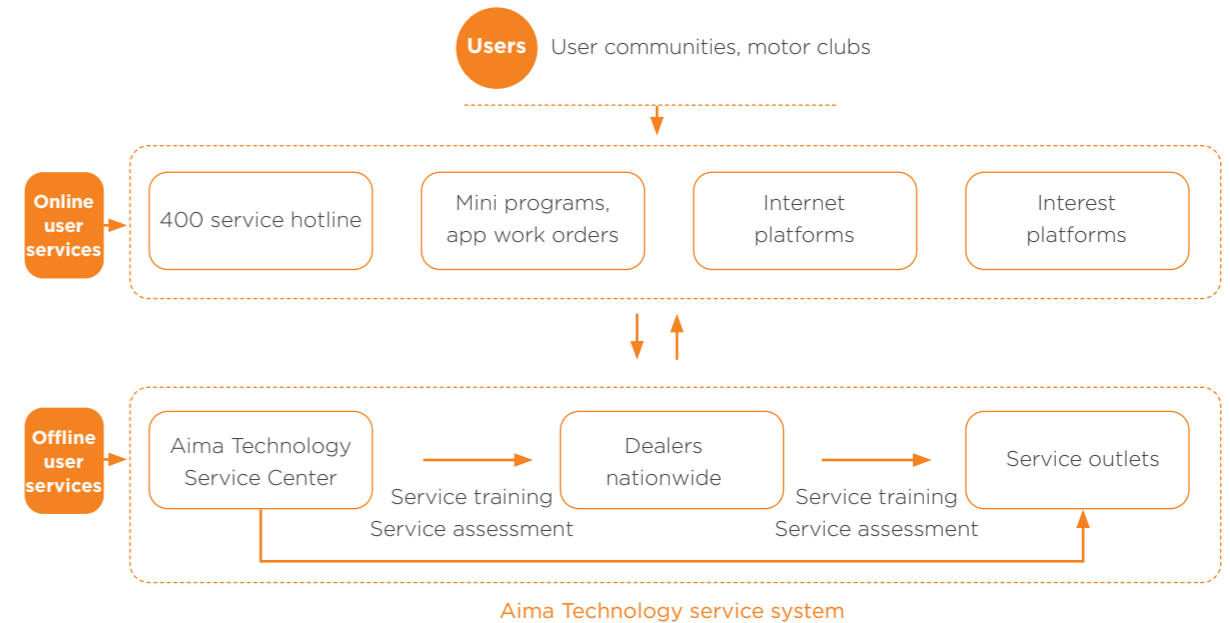 Users
User communities, motor clubs
Online
user
services
400 service hotline
Mini programs,
app work orders
Internet
platforms
Interest
platforms
Offline
user
services
Aima Technology
Service Center
Service training
Service assessment
Dealers
nationwide
Service training
Service assessment
Service outlets
Aima Technology service system